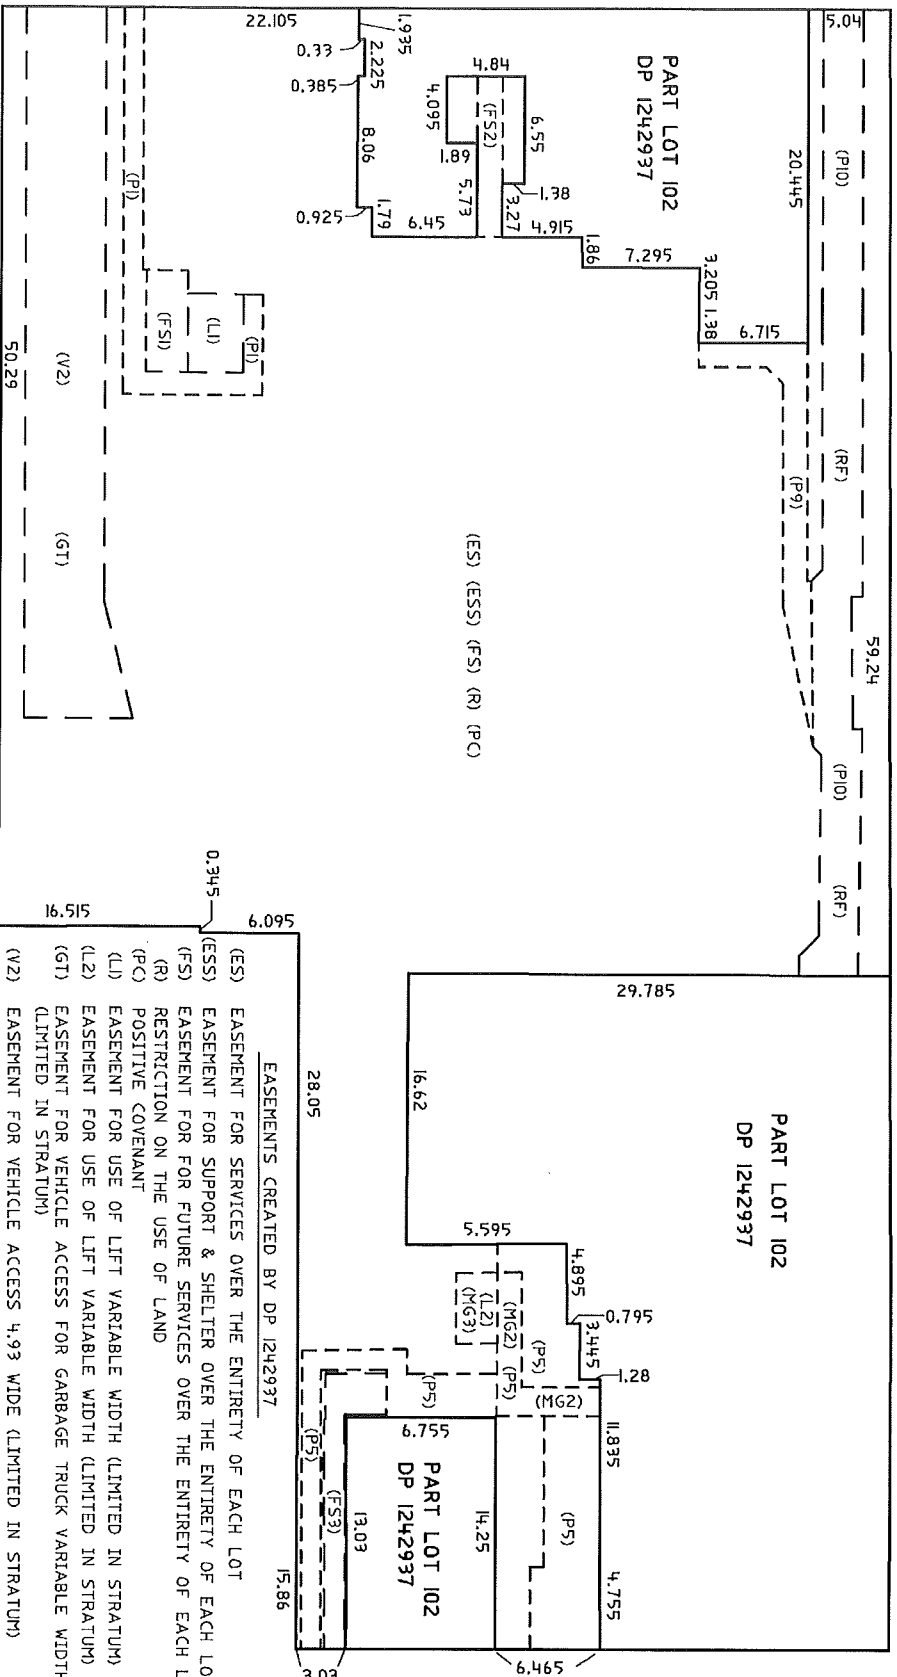 5.04
(P10)
(RF)
59.24
(P10)
(RF)
20.445
(P9)
PART LOT 102
DP 1242937
6.715
3.205
1.38
7.295
1.86
4.915
3.27
1.38
6.55
4.84
(FS2)
4.095
1.89
5.73
6.45
1.79
0.925
8.06
0.385
2.225
0.33
1.935
22.105
(P1)
(P1)
(L1)
(FS1)
(V2)
(GT)
50.29
(ES) (ESS) (FS) (R) (PC)
29.785
PART LOT 102
DP 1242937
16.62
5.595
4.895
0.795
3.445
1.28
(P5)
(MG2)
(P5)
(L2)
(MG3)
(MG2)
11.835
(P5)
4.755
6.465
(P5)
6.755
14.25
PART LOT 102
DP 1242937
13.03
(FS3)
(P5)
3.03
28.05
15.86
6.095
0.345
16.515
EASEMENTS CREATED BY DP 1242937
(ES) EASEMENT FOR SERVICES OVER THE ENTIRETY OF EACH LOT
(ESS) EASEMENT FOR SUPPORT & SHELTER OVER THE ENTIRETY OF EACH LO
(FS) EASEMENT FOR FOR FUTURE SERVICES OVER THE ENTIRETY OF EACH L
(R) RESTRICTION ON THE USE OF LAND
(PC) POSITIVE COVENANT
(L1) EASEMENT FOR USE OF LIFT VARIABLE WIDTH (LIMITED IN STRATUM)
(L2) EASEMENT FOR USE OF LIFT VARIABLE WIDTH (LIMITED IN STRATUM)
(GT) EASEMENT FOR VEHICLE ACCESS FOR GARBAGE TRUCK VARIABLE WIDTH
(LIMITED IN STRATUM)
(V2) EASEMENT FOR VEHICLE ACCESS 4.93 WIDE (LIMITED IN STRATUM)